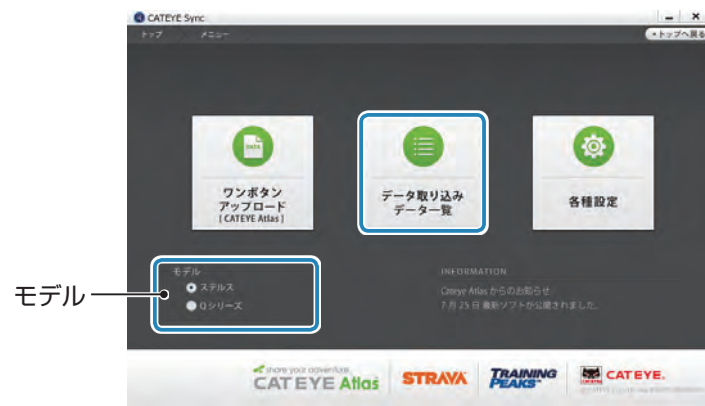 CATEYE Sync
トップ メニュー ・トップへ戻る
DATA
ワンボタン
アップロード
[ CATEYE Atlas ]
データ取り込み
データ一覧
各種設定
モデル
ステルス
Qシリーズ
モデル
INFORMATION
Cateye Atlas からのお知らせ
7月25日 最新ソフトが公開されました。
share your adventure.
CATEYE Atlas
STRAVA
TRAINING
PEAKS
CATEYE
CATEYE.